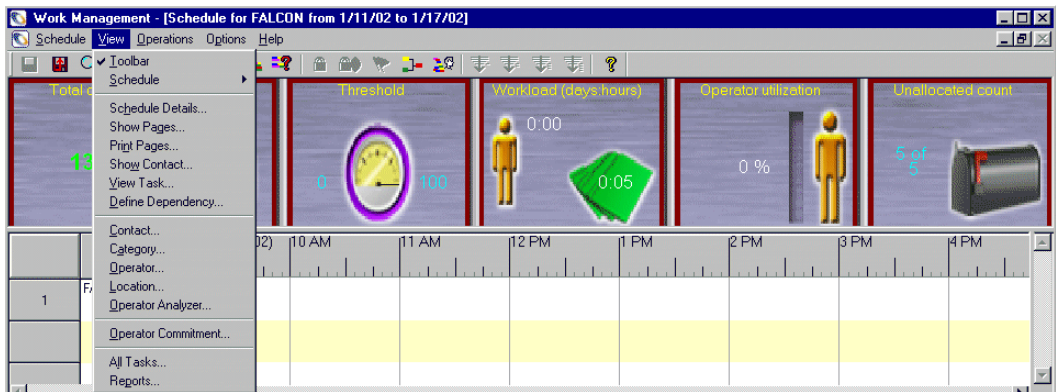 Work Management - [Schedule for FALCON from 1/11/02 to 1/17/02]
Schedule View Operations Options Help
Toolbar
Schedule
Schedule Details...
Show Pages...
Print Pages...
Show Contact...
View Task...
Define Dependency...
Contact...
Category...
Operator...
Location...
Operator Analyzer...
Operator Commitment...
All Tasks...
Reports...
Total
Threshold
0 100
Workload (days:hours)
0:00
0:05
Operator utilization
0 %
Unallocated count
5 of
5
02) 10 AM 11 AM 12 PM 1 PM 2 PM 3 PM 4 PM
1